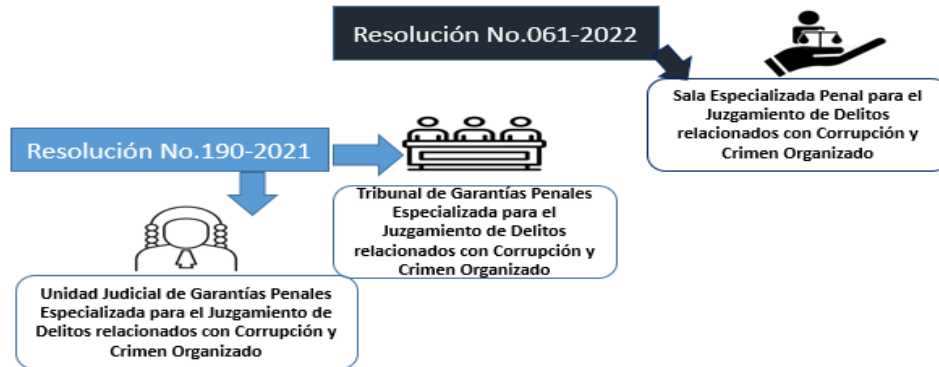 Resolución No.061-2022
Sala Especializada Penal para el
Juzgamiento de Delitos
relacionados con Corrupción y
Crimen Organizado
Resolución No.190-2021
Tribunal de Garantías Penales
Especializada para el
Juzgamiento de Delitos
relacionados con Corrupción y
Crimen Organizado
Unidad Judicial de Garantías Penales
Especializada para el Juzgamiento de
Delitos relacionados con Corrupción y
Crimen Organizado